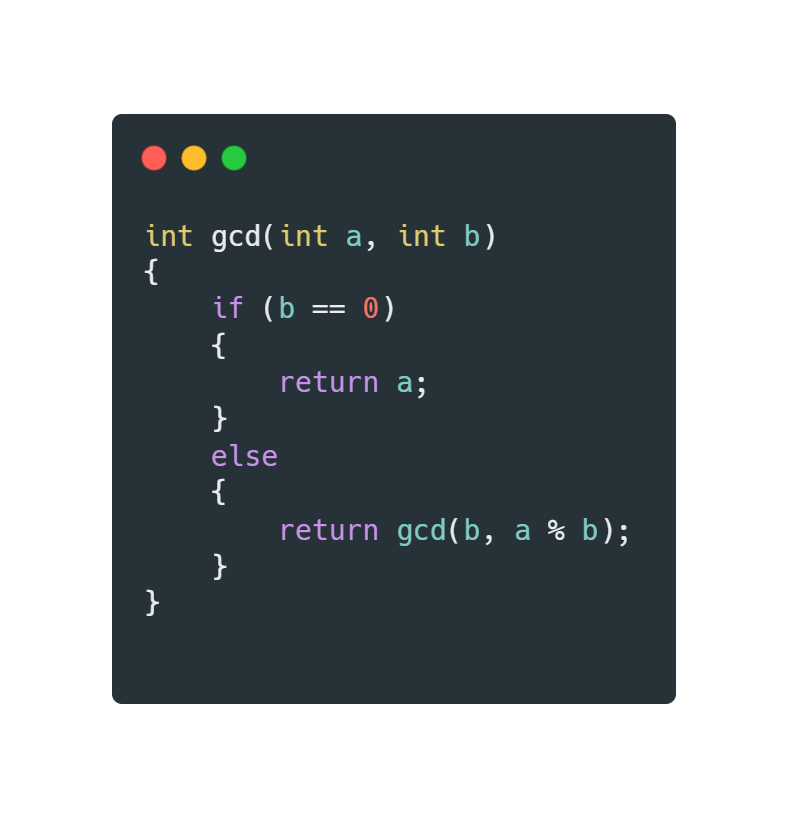 int gcd(int a, int b)
{
    if (b == 0)
    {
        return a;
    }
    else
    {
        return gcd(b, a % b);
    }
}